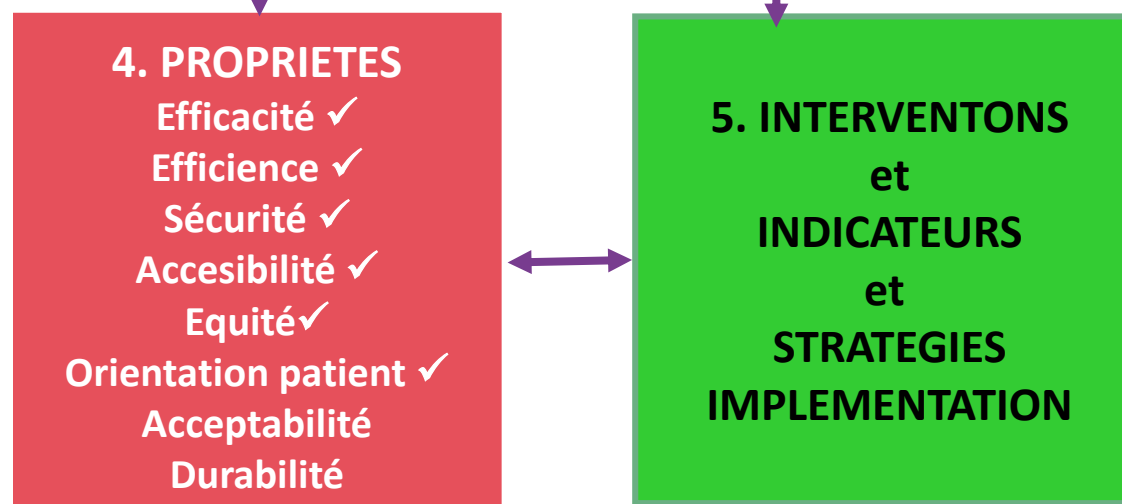 4. PROPRIETES
Efficacité ✓
Efficience ✓
Sécurité ✓
Accesibilité ✓
Equité✓
Orientation patient ✓
Acceptabilité
Durabilité
5. INTERVENTONS
et
INDICATEURS
et
STRATEGIES
IMPLEMENTATION